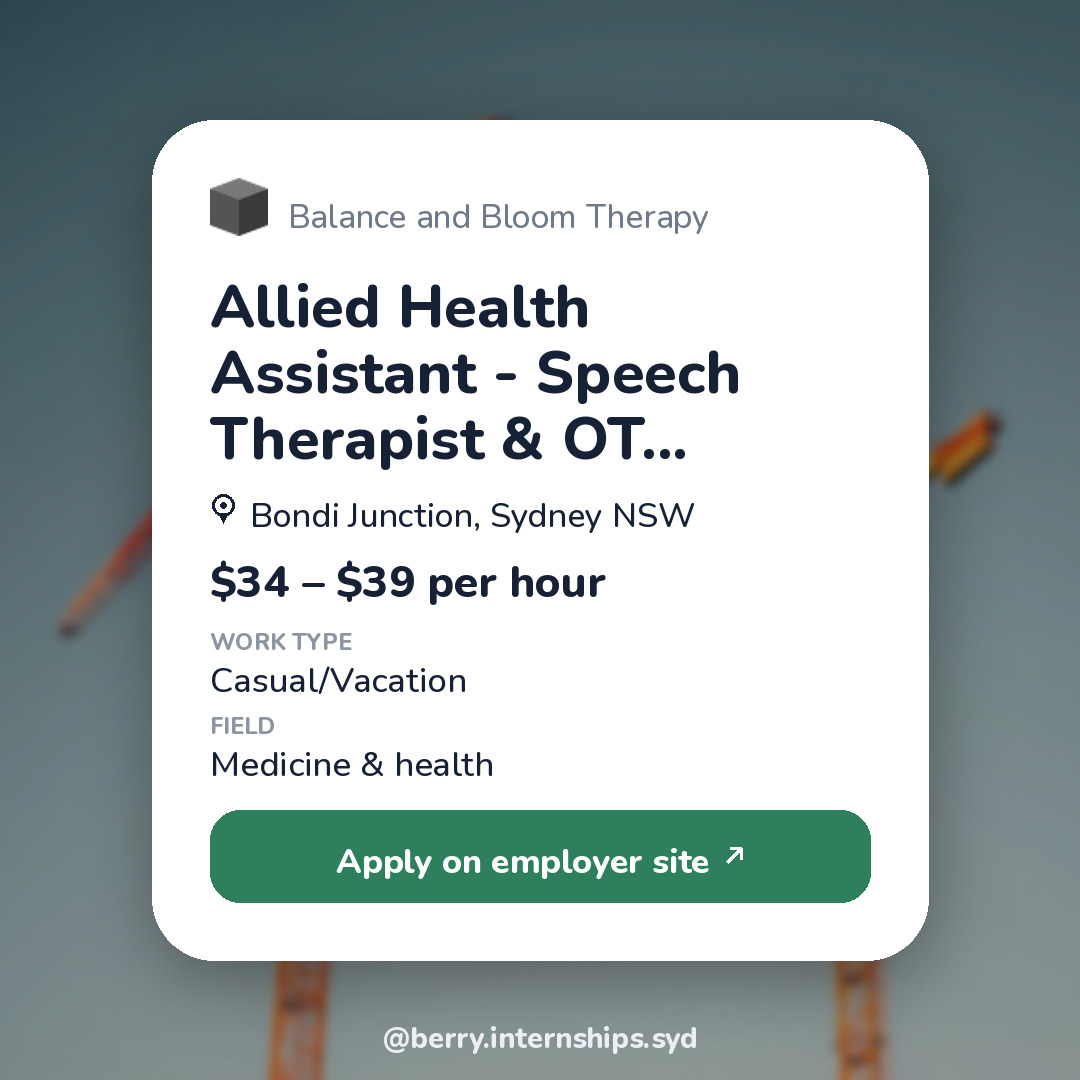 Balance and Bloom Therapy
Allied Health
Assistant - Speech
Therapist & OT...
Bondi Junction, Sydney NSW
$34 – $39 per hour
WORK TYPE
Casual/Vacation
FIELD
Medicine & health
Apply on employer site ↗
@berry.internships.syd